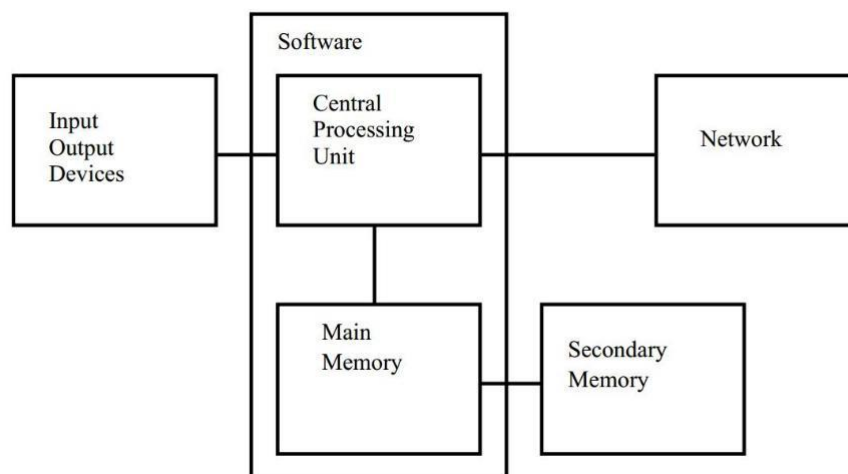 Software
Input
Output
Devices
Central
Processing
Unit
Network
Main
Memory
Secondary
Memory